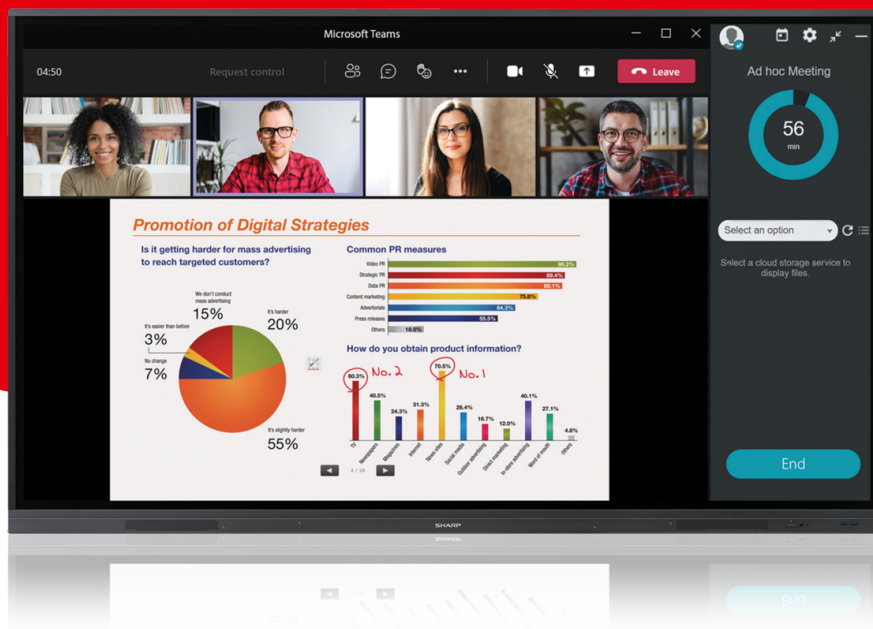 Microsoft Teams
04:50
Request control
Leave
Ad hoc Meeting
56
min
Select an option
Select a cloud storage service to
display files.
End
Promotion of Digital Strategies
Is it getting harder for mass advertising
to reach targeted customers?
We don't conduct
mass advertising
15%
It's harder
20%
It's easier than before
3%
No change
7%
It's slightly harder
55%
Common PR measures
Video PR 95.3%
Strategic PR 89.4%
Data PR 88.1%
Content marketing 75.6%
Advertorials 64.3%
Press releases 55.5%
Others 18.0%
How do you obtain product information?
60.3% No.2
70.5% No.1
40.5%
24.3%
31.3%
28.4%
16.7%
12.0%
40.1%
27.1%
4.6%
TV
Newspapers
Magazines
Internet
News sites
Social media
Outdoor advertising
Direct marketing
In-store advertising
Word of mouth
Others
4 / 19
SHARP